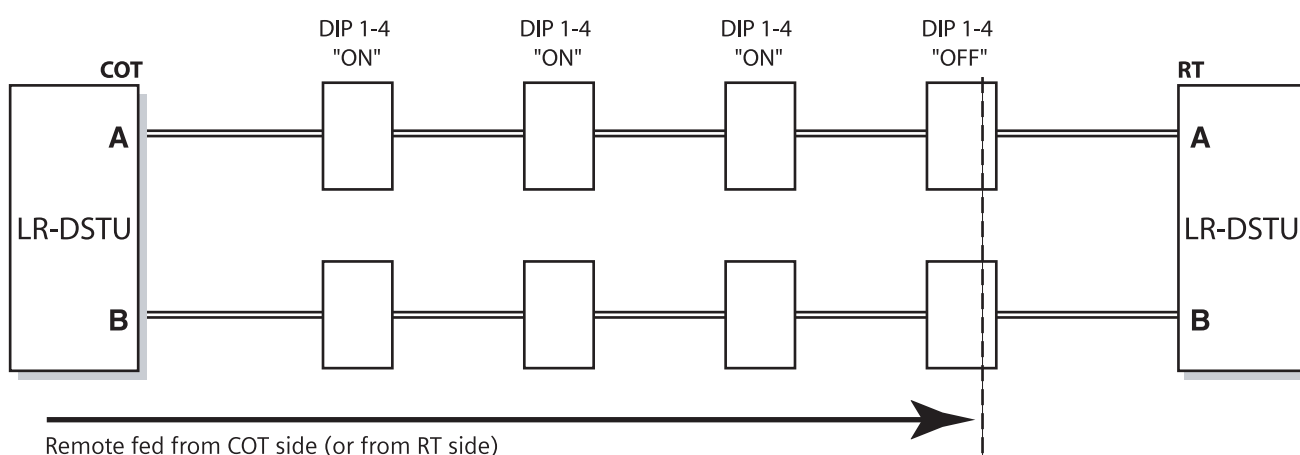 DIP 1-4
"ON"
DIP 1-4
"ON"
DIP 1-4
"ON"
DIP 1-4
"OFF"
COT
RT
A
A
LR-DSTU
LR-DSTU
B
B
Remote fed from COT side (or from RT side)